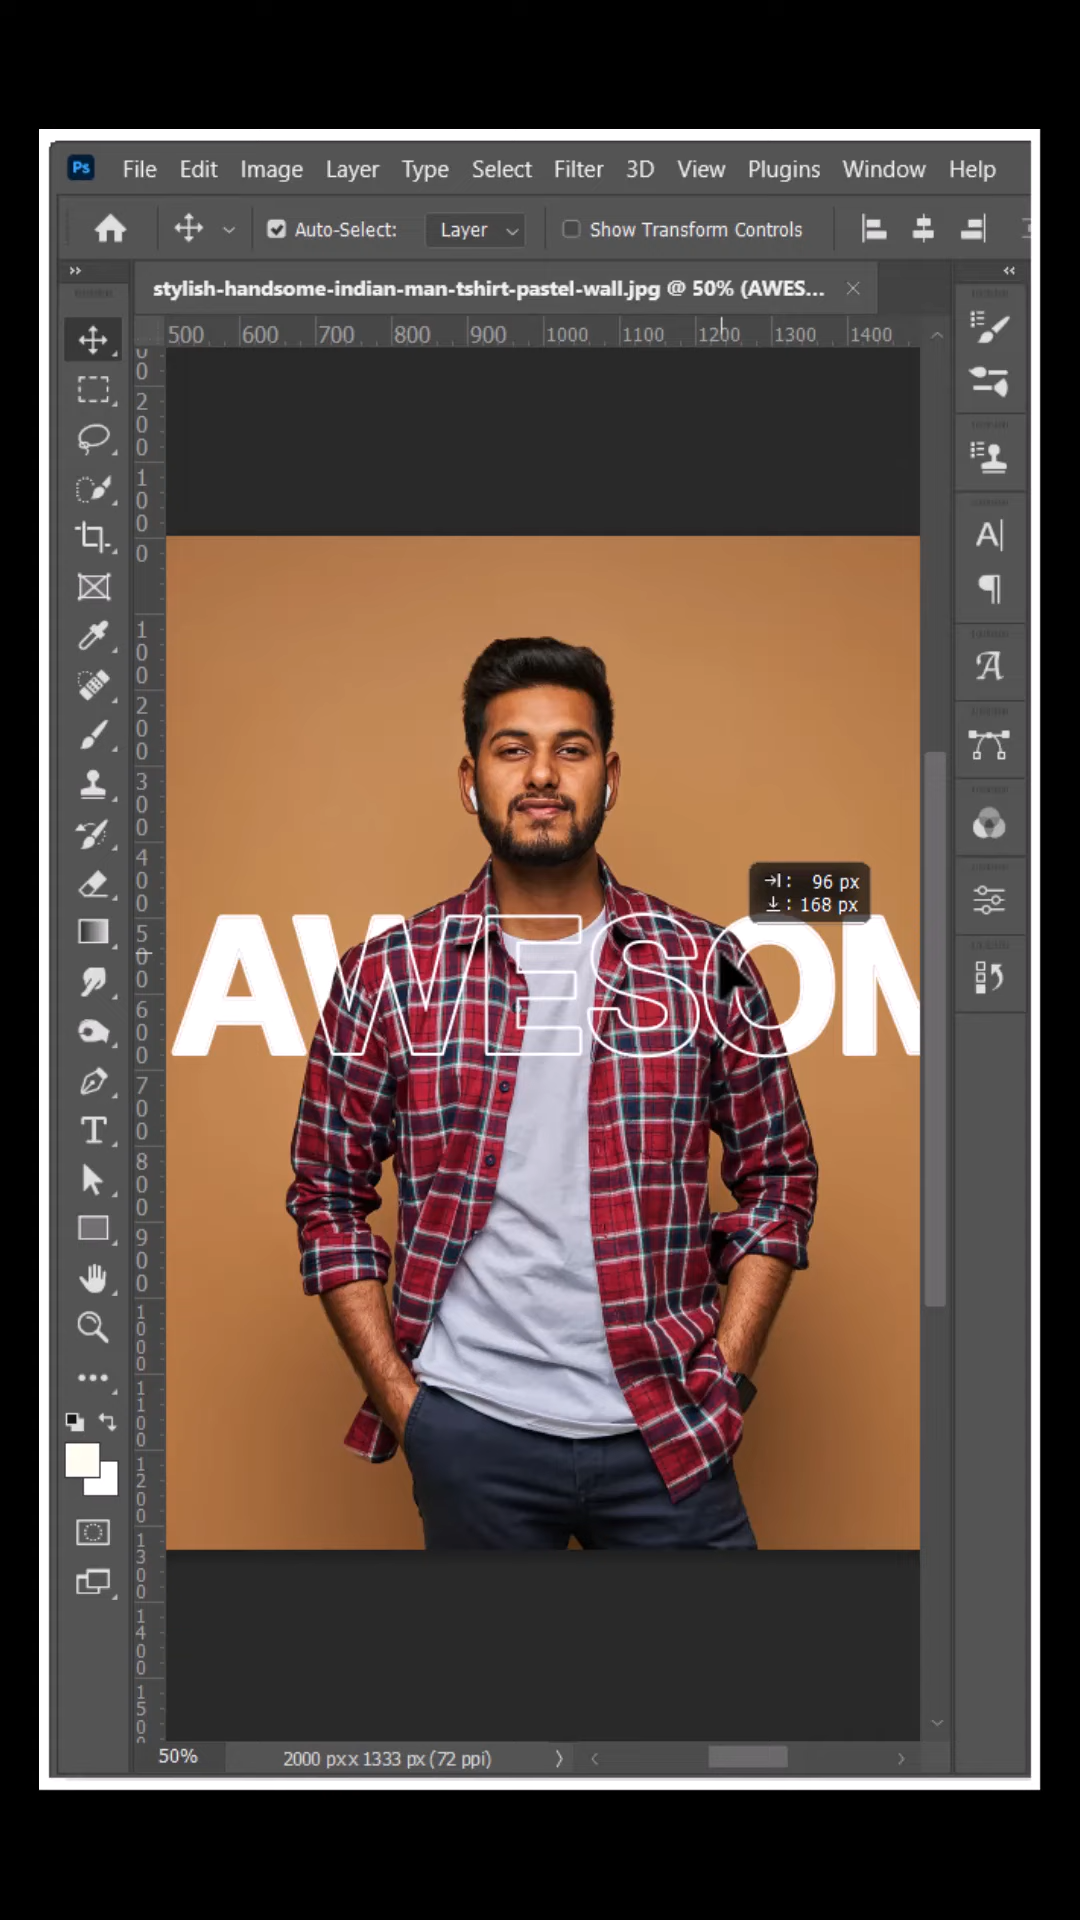 Ps File Edit Image Layer Type Select Filter 3D View Plugins Window Help
Auto-Select: Layer Show Transform Controls
stylish-handsome-indian-man-tshirt-pastel-wall.jpg @ 50% (AWES... ×
500 600 700 800 900 1000 1100 1200 1300 1400
200
100
0
100
200
300
400
500
600
700
800
900
1000
1100
1200
1300
1400
96 px
168 px
AWESOM
50% 2000 px x 1333 px (72 ppi)